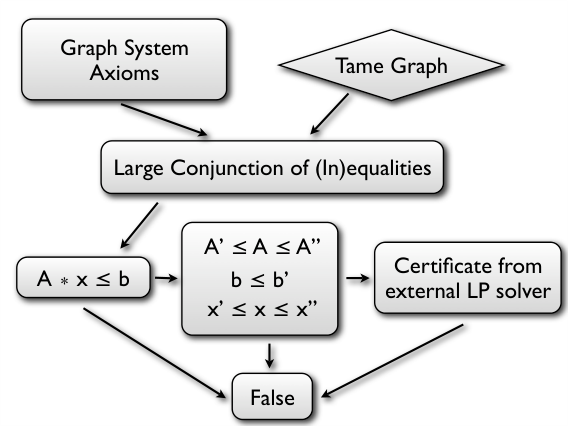 Graph System
Axioms
Tame Graph
Large Conjunction of (In)equalities
A * x ≤ b
A' ≤ A ≤ A"
b ≤ b'
x' ≤ x ≤ x"
Certificate from
external LP solver
False